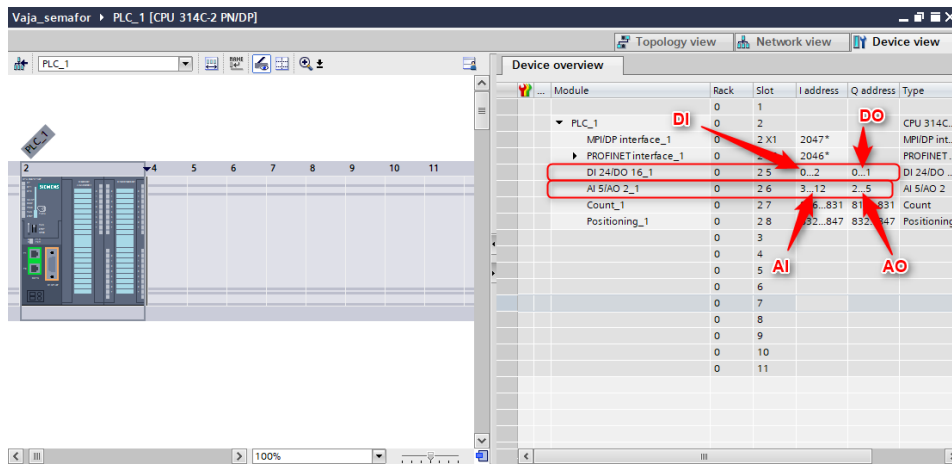 Vaja_semafor ▸ PLC_1 [CPU 314C-2 PN/DP]
Topology view Network view Device view
PLC_1
Device overview
... Module Rack Slot I address Q address Type
0 1
PLC_1 0 2 CPU 314C...
MPI/DP interface_1 0 2 X1 2047* MPI/DP int...
PROFINET interface_1 0 2046* PROFINET...
DI 24/DO 16_1 0 2 5 0...2 0...1 DI 24/DO ...
AI 5/AO 2_1 0 2 6 3...12 2...5 AI 5/AO 2
Count_1 0 2 7 Count
Positioning_1 0 2 8 Positioning
0 3
0 4
0 5
0 6
0 7
0 8
0 9
0 10
0 11
DI
DO
AI
AO
PLC_1
2 4 5 6 7 8 9 10 11
SIEMENS
100%